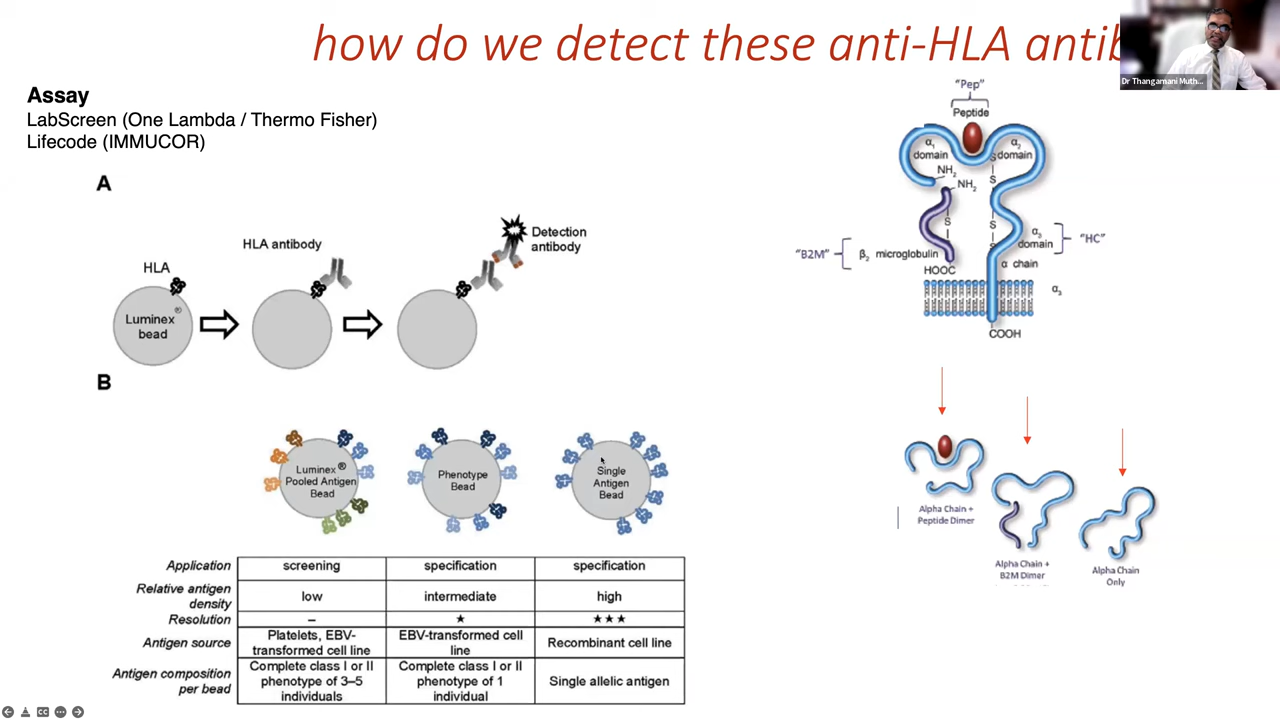 how do we detect these anti-HLA antib
Dr Thangamani Muth...
Assay
LabScreen (One Lambda / Thermo Fisher)
Lifecode (IMMUCOR)
A
HLA
Luminex®
bead
HLA antibody
Detection
antibody
B
Luminex®
Pooled Antigen
Bead
Phenotype
Bead
Single
Antigen
Bead
Application screening specification specification
Relative antigen
density low intermediate high
Resolution – ★ ★★★
Antigen source Platelets, EBV-
transformed cell line EBV-transformed cell
line Recombinant cell line
Antigen composition
per bead Complete class I or II
phenotype of 3–5
individuals Complete class I or II
phenotype of 1
individual Single allelic antigen
"Pep"
Peptide
α₁
domain
α₂
domain
NH₂
NH₂
S
S
S
S
S
"B2M"
β₂ microglobulin
HOOC
α₃
domain
"HC"
α chain
α₃
COOH
Alpha Chain +
Peptide Dimer
Alpha Chain +
B2M Dimer
Alpha Chain
Only